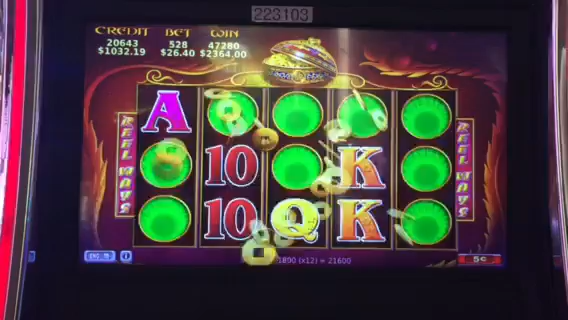 223103
CREDIT BET WIN
20643 528 47280
$1032.19 $26.40 $2364.00
A
REEL WAYS
REEL WAYS
10 K
10 Q K
1800 (x12) = 21600
5¢